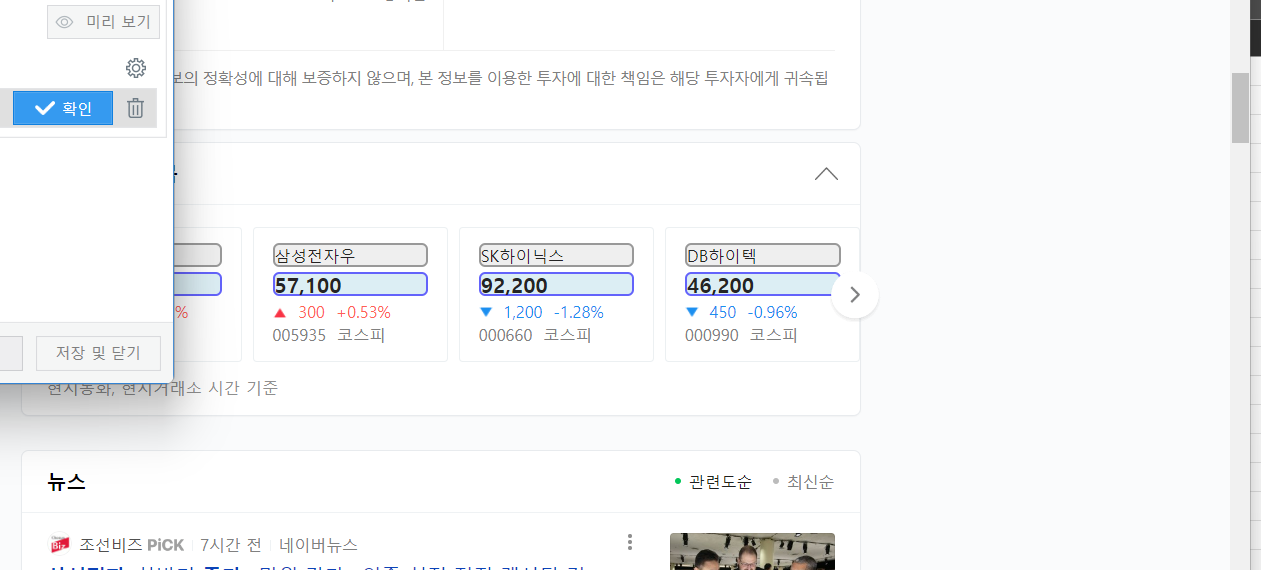 미리 보기
보의 정확성에 대해 보증하지 않으며, 본 정보를 이용한 투자에 대한 책임은 해당 투자자에게 귀속됩
확인
삼성전자우
57,100
300 +0.53%
005935 코스피
SK하이닉스
92,200
1,200 -1.28%
000660 코스피
DB하이텍
46,200
450 -0.96%
000990 코스피
%
저장 및 닫기
현지통화, 현지거래소 시간 기준
뉴스
관련도순
최신순
Biz 조선비즈 PiCK 7시간 전 네이버뉴스